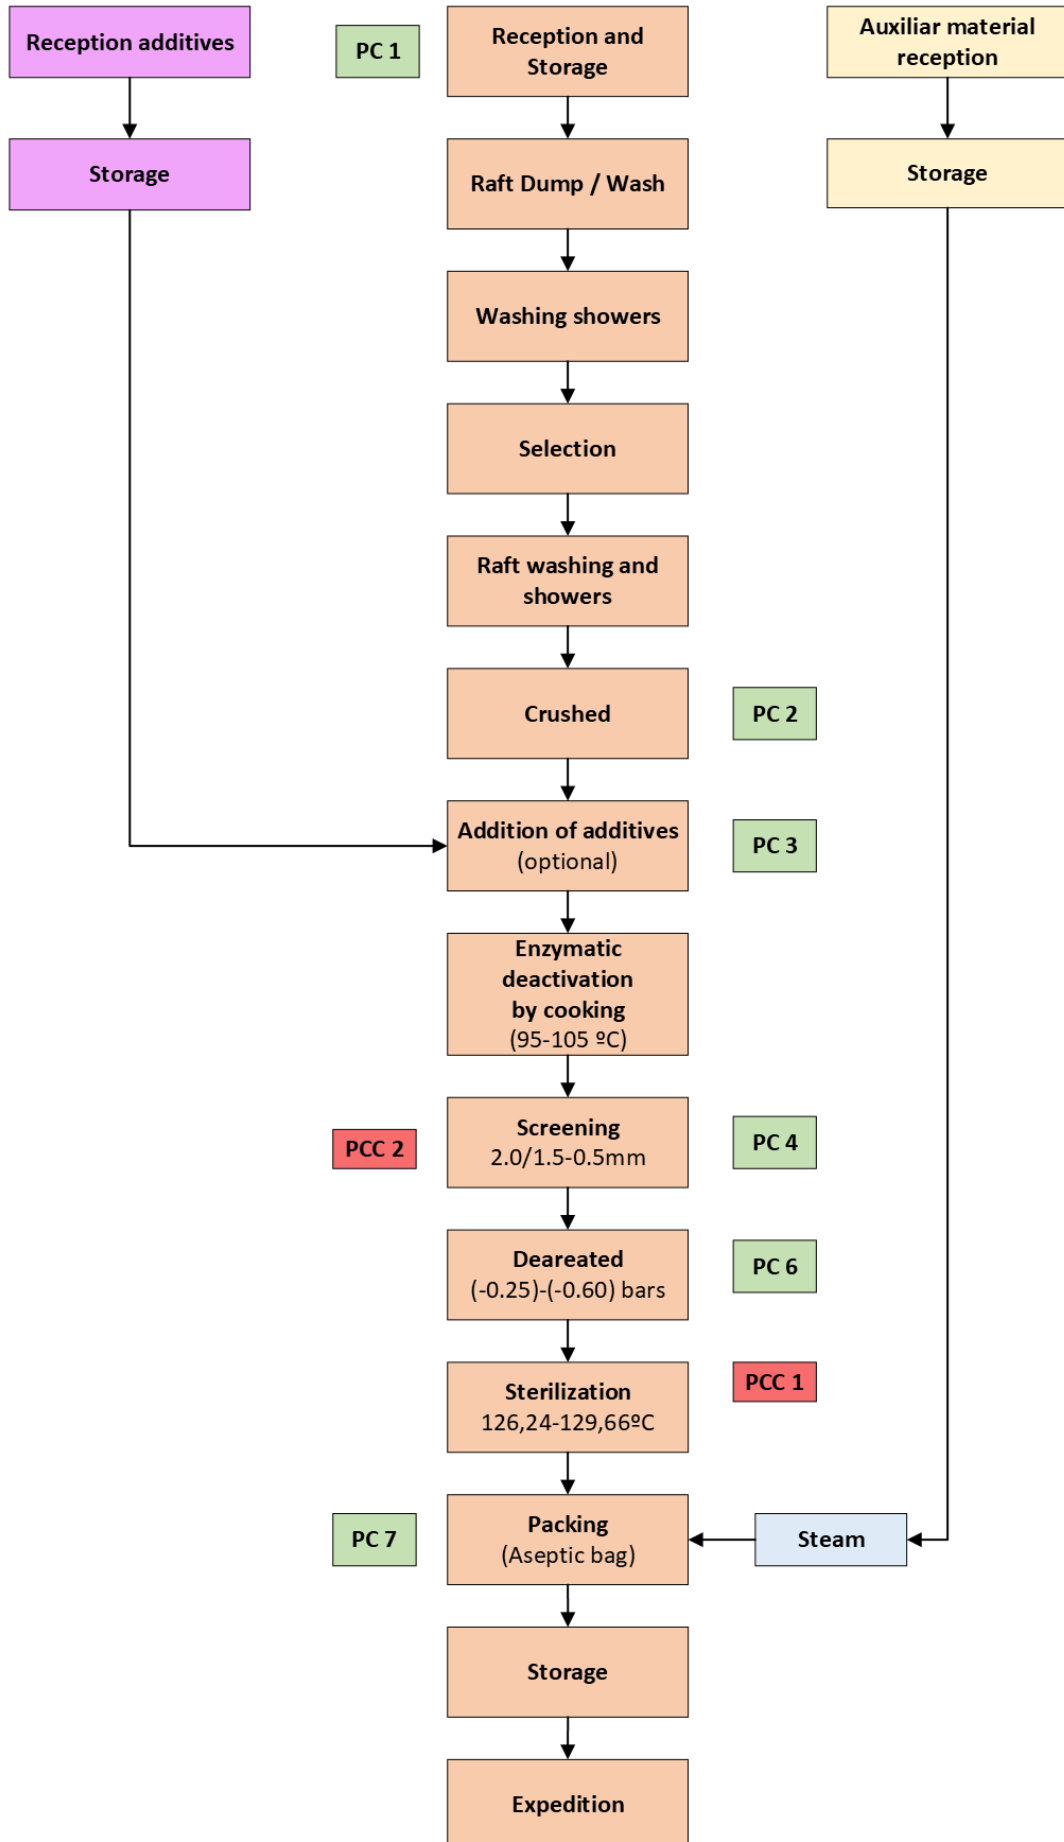 Reception additives
PC 1
Reception and
Storage
Auxiliar material
reception
Storage
Raft Dump / Wash
Storage
Washing showers
Selection
Raft washing and
showers
Crushed
PC 2
Addition of additives
(optional)
PC 3
Enzymatic
deactivation
by cooking
(95-105 ºC)
PCC 2
Screening
2.0/1.5-0.5mm
PC 4
Deareated
(-0.25)-(-0.60) bars
PC 6
Sterilization
126,24-129,66ºC
PCC 1
PC 7
Packing
(Aseptic bag)
Steam
Storage
Expedition